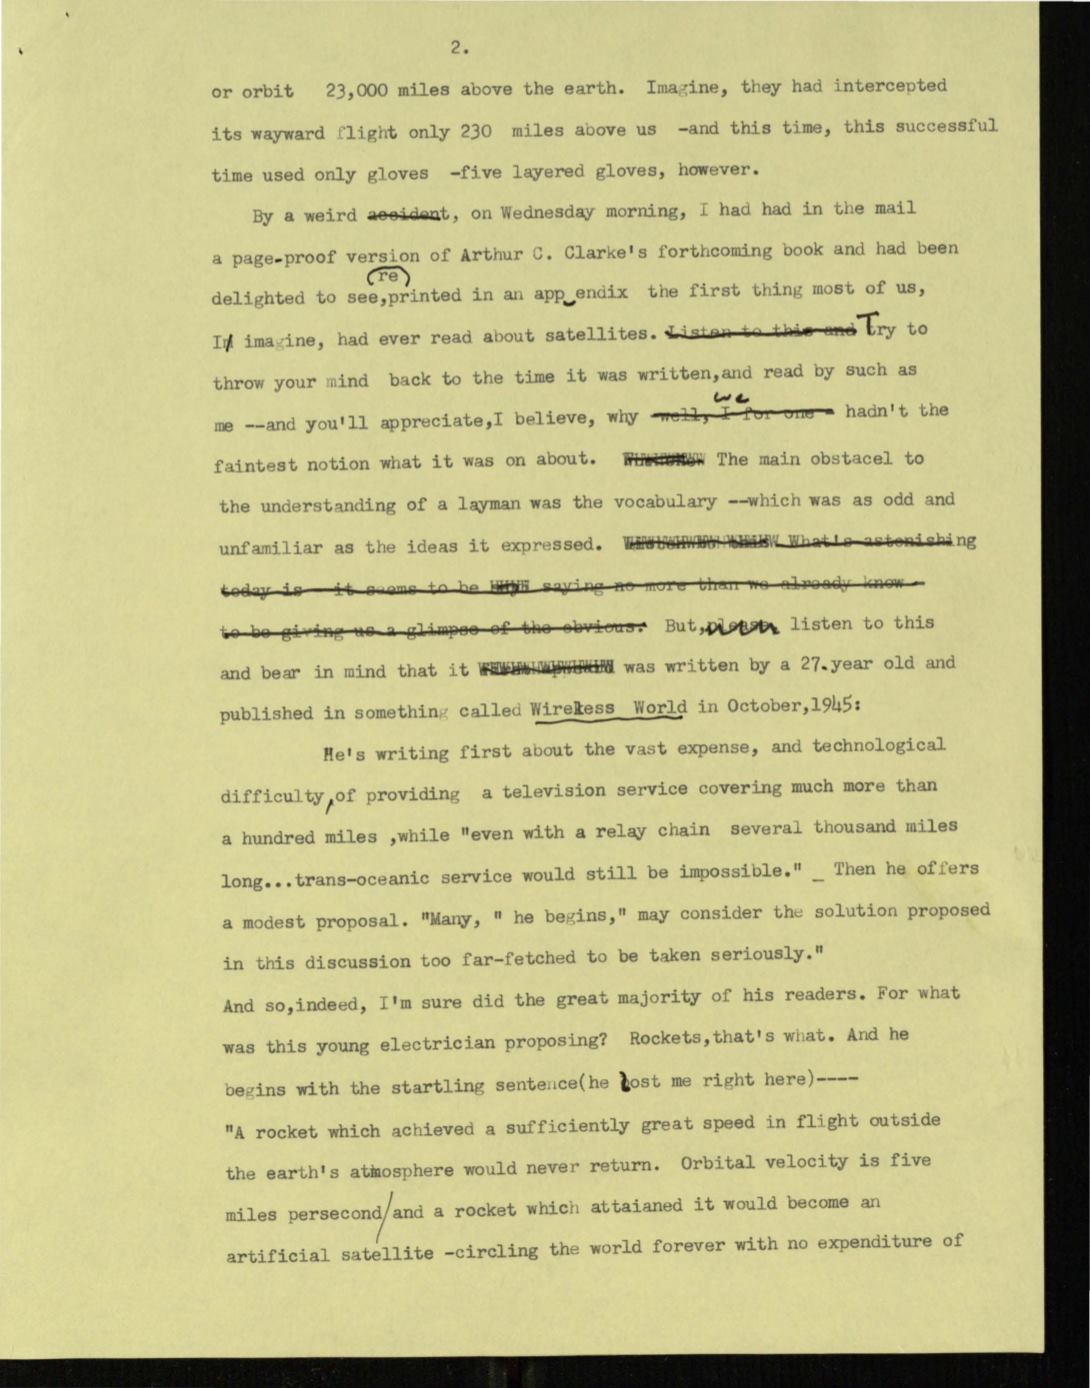 2.
or orbit 23,000 miles above the earth. Imagine, they had intercepted
its wayward flight only 230 miles above us -and this time, this successful
time used only gloves -five layered gloves, however.
By a weird accident, on Wednesday morning, I had had in the mail
a page-proof version of Arthur C. Clarke's forthcoming book and had been
re
delighted to see,printed in an app endix the first thing most of us,
I imagine, had ever read about satellites. Listen to this and Try to
throw your mind back to the time it was written,and read by such as
we
me --and you'll appreciate,I believe, why well, I for one - hadn't the
faintest notion what it was on about. The main obstacel to
the understanding of a layman was the vocabulary --which was as odd and
unfamiliar as the ideas it expressed. What's astonishing
today is - it seems to be saying no more than we already know -
to be giving us a glimpse of the obvious. But,please, listen to this
and bear in mind that it was written by a 27.year old and
published in something called Wireless World in October,1945:
He's writing first about the vast expense, and technological
difficulty,of providing a television service covering much more than
a hundred miles ,while "even with a relay chain several thousand miles
long...trans-oceanic service would still be impossible." _ Then he offers
a modest proposal. "Many, " he begins," may consider the solution proposed
in this discussion too far-fetched to be taken seriously."
And so,indeed, I'm sure did the great majority of his readers. For what
was this young electrician proposing? Rockets,that's what. And he
begins with the startling sentence(he lost me right here)----
"A rocket which achieved a sufficiently great speed in flight outside
the earth's atmosphere would never return. Orbital velocity is five
miles persecond/and a rocket which attaianed it would become an
artificial satellite -circling the world forever with no expenditure of